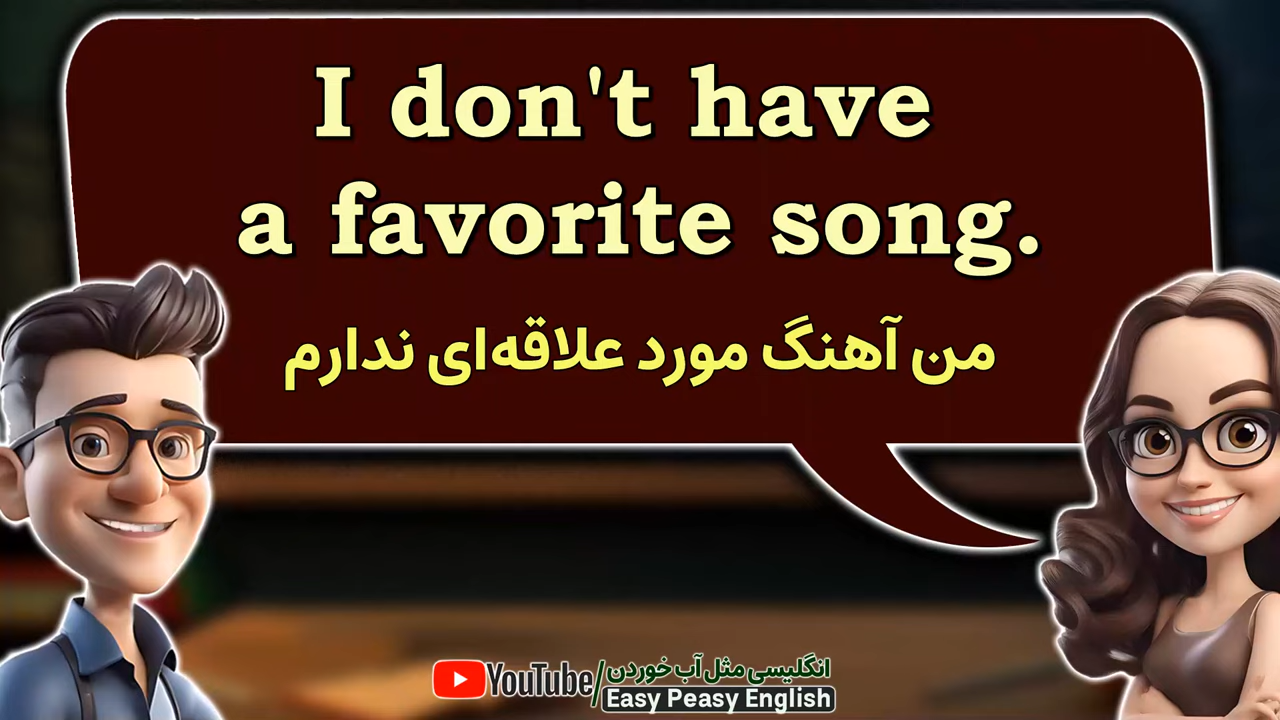 I don't have
a favorite song.
من آهنگ مورد علاقه‌ای ندارم
YouTube/انگلیسی مثل آب خوردن
Easy Peasy English